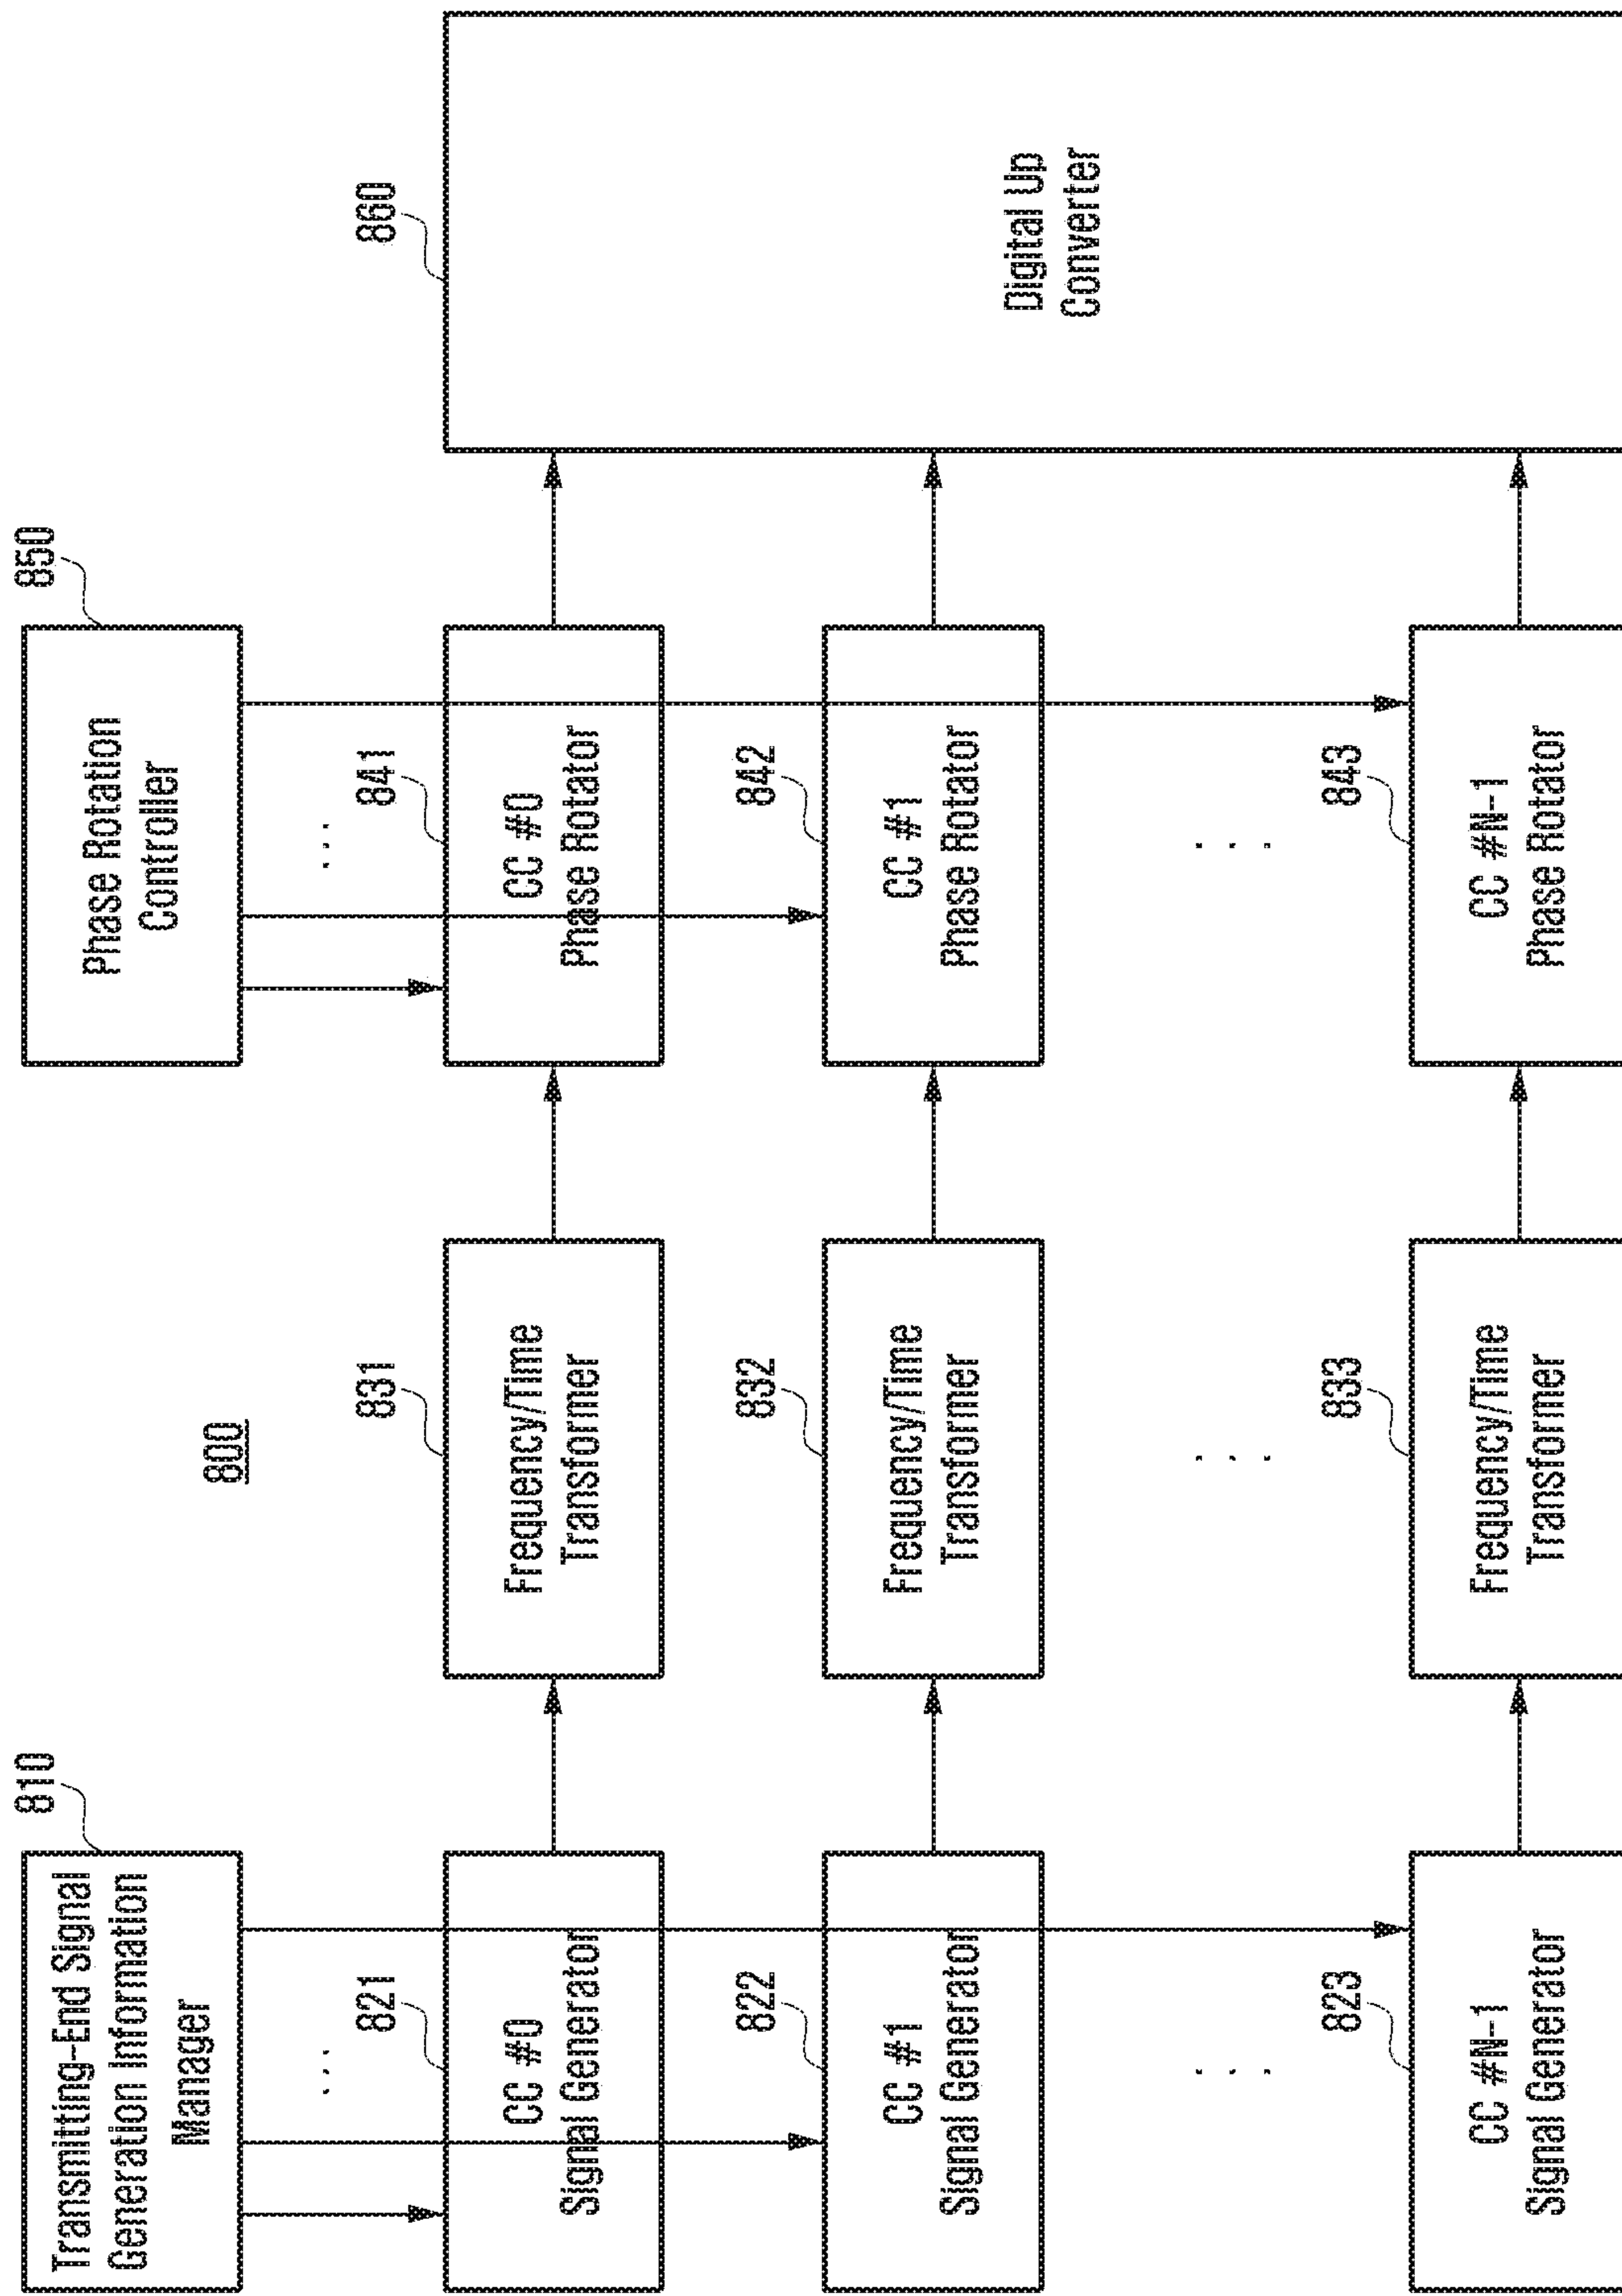 800
810
Transmitting-End Signal
Generation Information
Manager
850
Phase Rotation
Controller
. . .
. . .
821
CC #0
Signal Generator
831
Frequency/Time
Transformer
841
CC #0
Phase Rotator
860
Digital Up
Converter
822
CC #1
Signal Generator
832
Frequency/Time
Transformer
842
CC #1
Phase Rotator
. . .
. . .
. . .
823
CC #N-1
Signal Generator
833
Frequency/Time
Transformer
843
CC #N-1
Phase Rotator